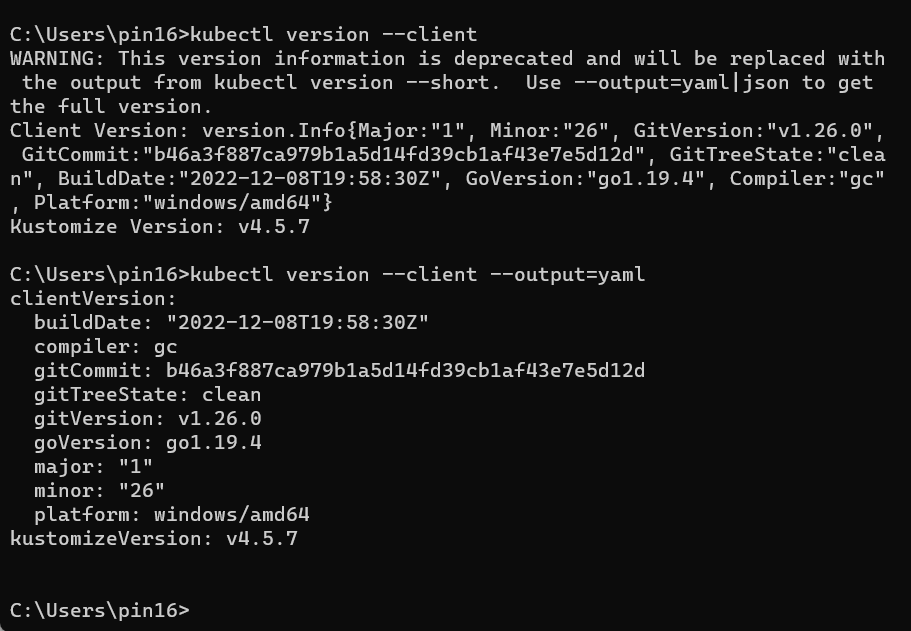 C:\Users\pin16>kubectl version --client
WARNING: This version information is deprecated and will be replaced with
 the output from kubectl version --short.  Use --output=yaml|json to get
the full version.
Client Version: version.Info{Major:"1", Minor:"26", GitVersion:"v1.26.0",
 GitCommit:"b46a3f887ca979b1a5d14fd39cb1af43e7e5d12d", GitTreeState:"clea
n", BuildDate:"2022-12-08T19:58:30Z", GoVersion:"go1.19.4", Compiler:"gc"
, Platform:"windows/amd64"}
Kustomize Version: v4.5.7
C:\Users\pin16>kubectl version --client --output=yaml
clientVersion:
  buildDate: "2022-12-08T19:58:30Z"
  compiler: gc
  gitCommit: b46a3f887ca979b1a5d14fd39cb1af43e7e5d12d
  gitTreeState: clean
  gitVersion: v1.26.0
  goVersion: go1.19.4
  major: "1"
  minor: "26"
  platform: windows/amd64
kustomizeVersion: v4.5.7
C:\Users\pin16>